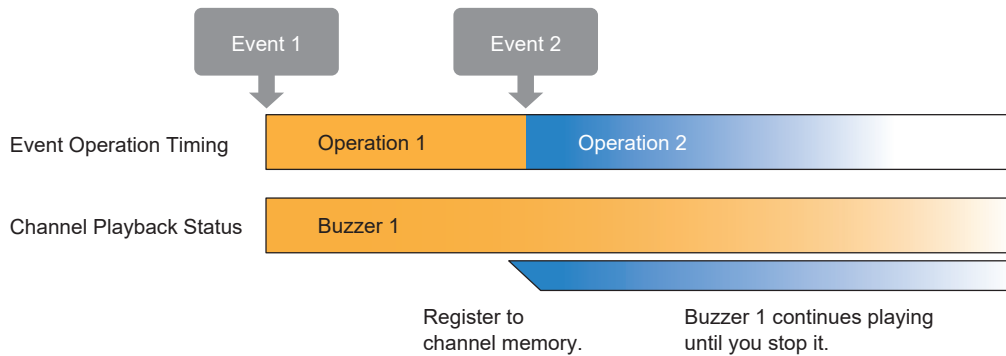 Event 1
Event 2
Event Operation Timing
Operation 1
Operation 2
Channel Playback Status
Buzzer 1
Register to
channel memory.
Buzzer 1 continues playing
until you stop it.